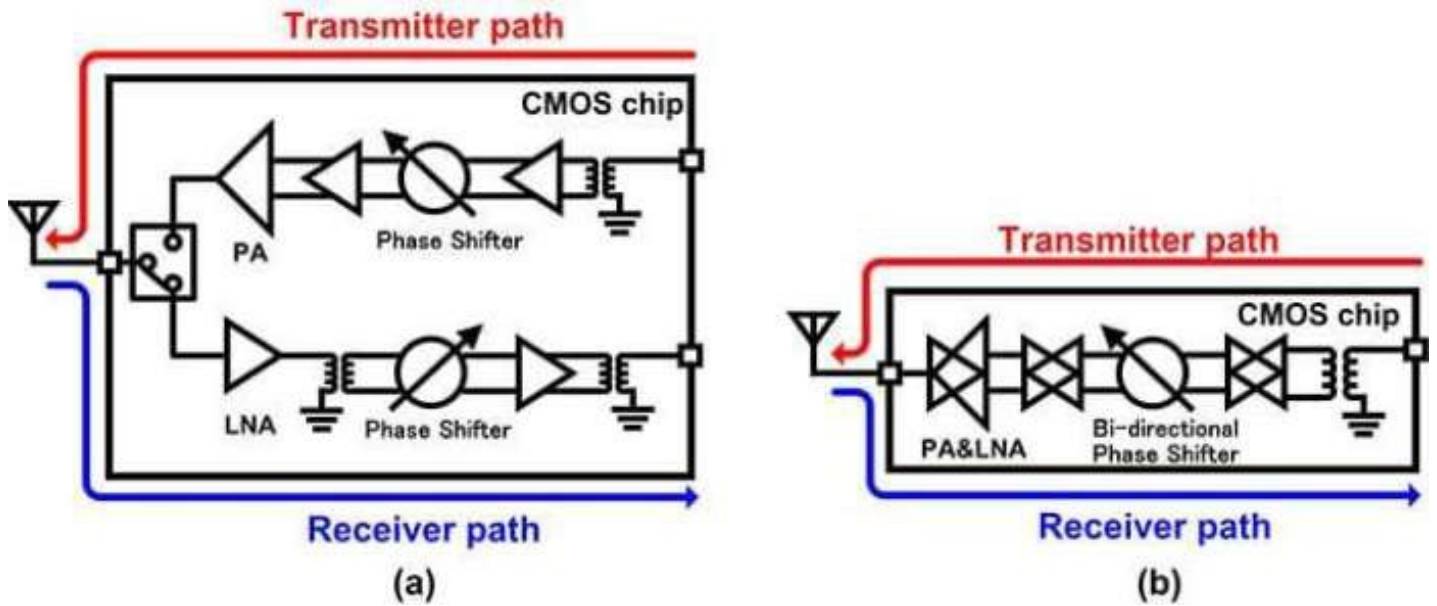 Transmitter path
CMOS chip
PA
Phase Shifter
LNA
Phase Shifter
Receiver path
(a)
Transmitter path
CMOS chip
PA&LNA
Bi-directional
Phase Shifter
Receiver path
(b)